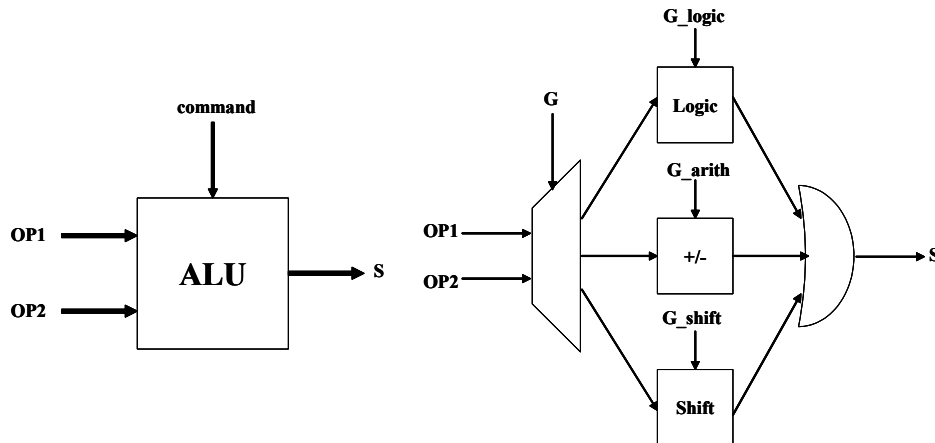 command
OP1
OP2
ALU
S
G_logic
G
Logic
G_arith
OP1
OP2
+/-
S
G_shift
Shift